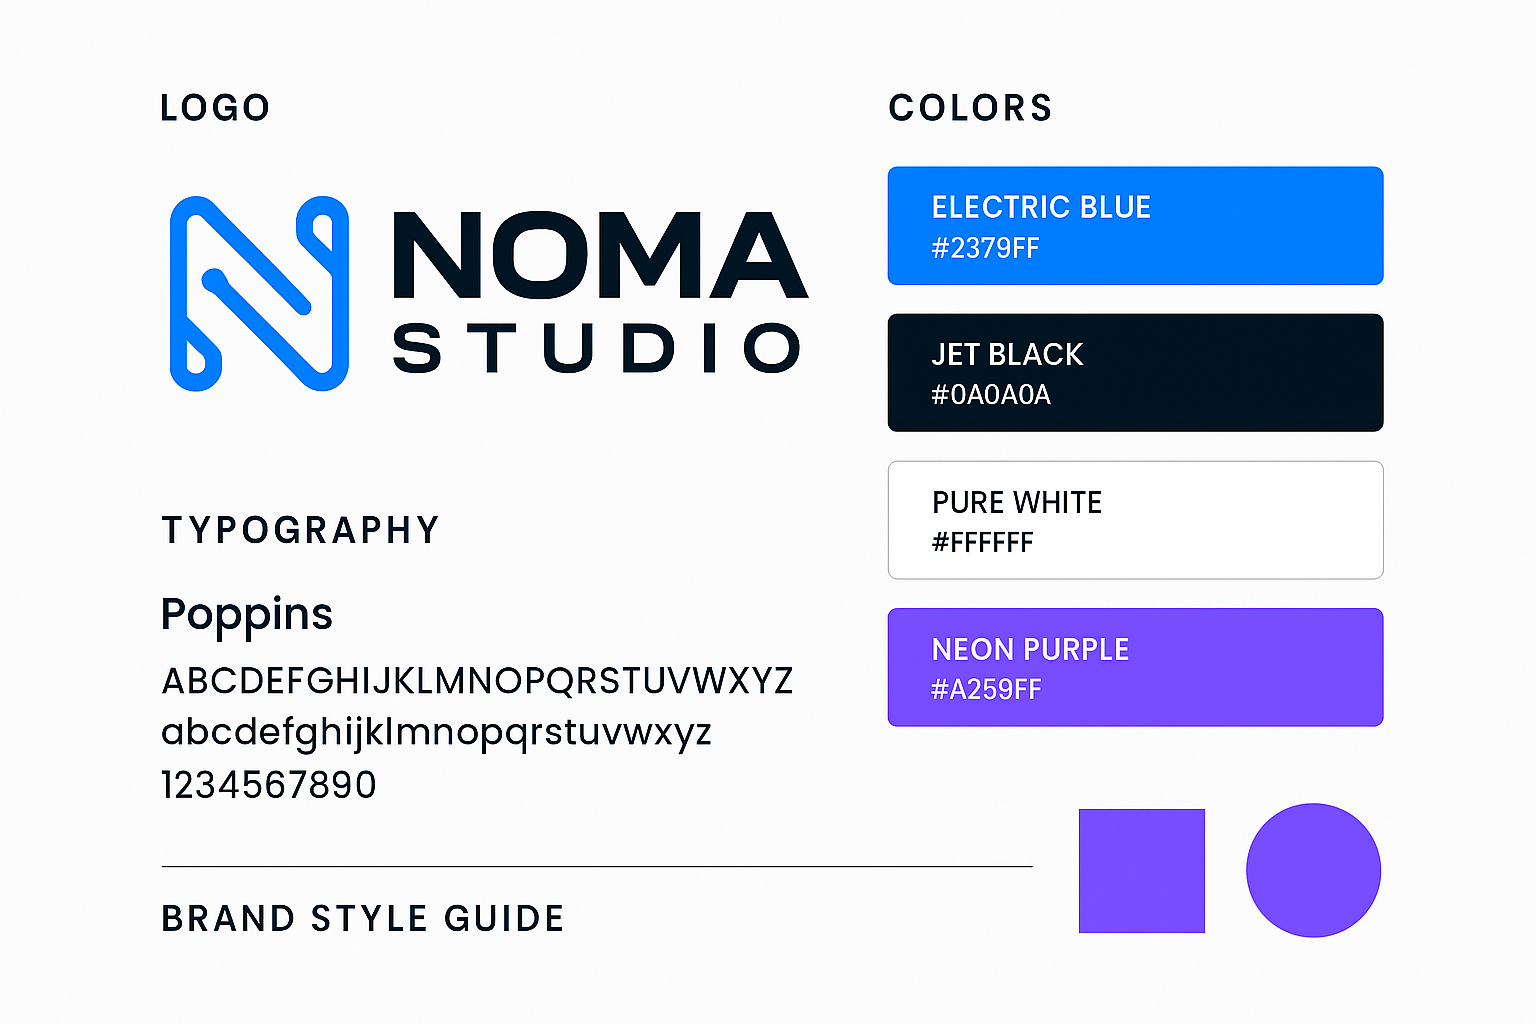 LOGO
NOMA
STUDIO
TYPOGRAPHY
Poppins
ABCDEFGHIJKLMNOPQRSTUVWXYZ
abcdefghijklmnopqrstuvwxyz
1234567890
BRAND STYLE GUIDE
COLORS
ELECTRIC BLUE
#2379FF
JET BLACK
#0A0A0A
PURE WHITE
#FFFFFF
NEON PURPLE
#A259FF